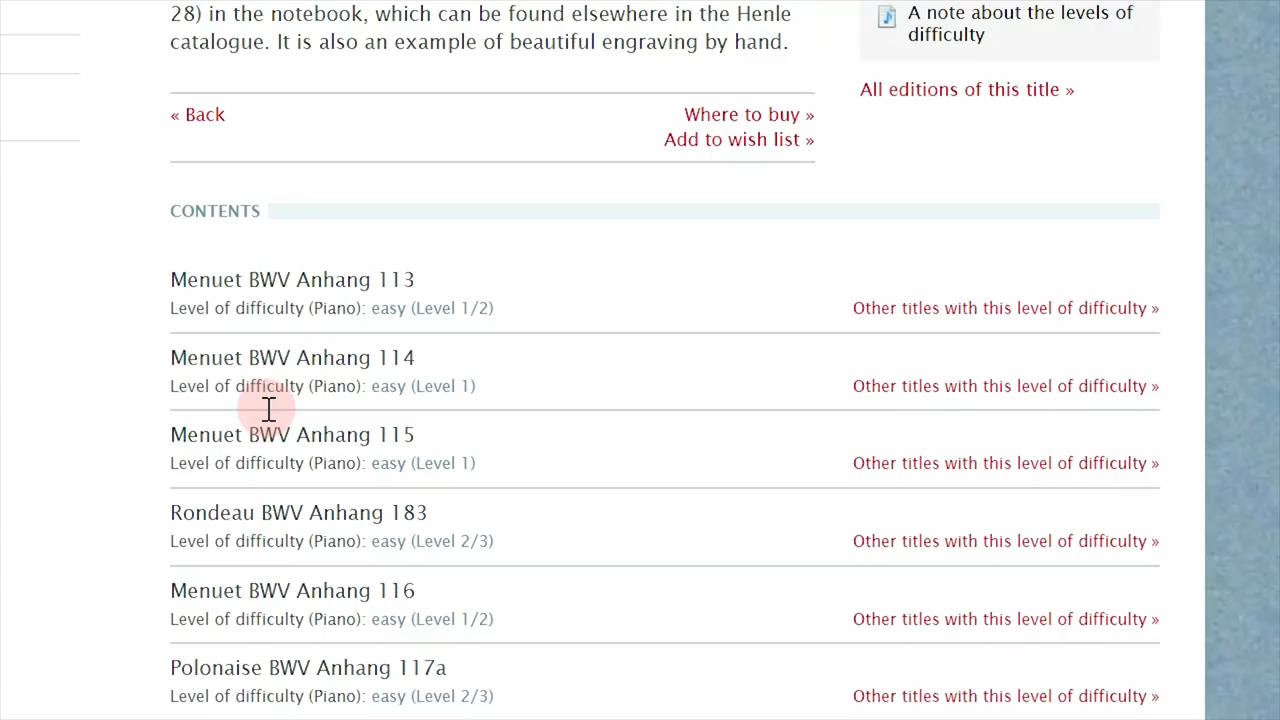 28) in the notebook, which can be found elsewhere in the Henle
catalogue. It is also an example of beautiful engraving by hand.
A note about the levels of
difficulty
All editions of this title »
« Back
Where to buy »
Add to wish list »
CONTENTS
Menuet BWV Anhang 113
Level of difficulty (Piano): easy (Level 1/2)
Other titles with this level of difficulty »
Menuet BWV Anhang 114
Level of difficulty (Piano): easy (Level 1)
Other titles with this level of difficulty »
Menuet BWV Anhang 115
Level of difficulty (Piano): easy (Level 1)
Other titles with this level of difficulty »
Rondeau BWV Anhang 183
Level of difficulty (Piano): easy (Level 2/3)
Other titles with this level of difficulty »
Menuet BWV Anhang 116
Level of difficulty (Piano): easy (Level 1/2)
Other titles with this level of difficulty »
Polonaise BWV Anhang 117a
Level of difficulty (Piano): easy (Level 2/3)
Other titles with this level of difficulty »